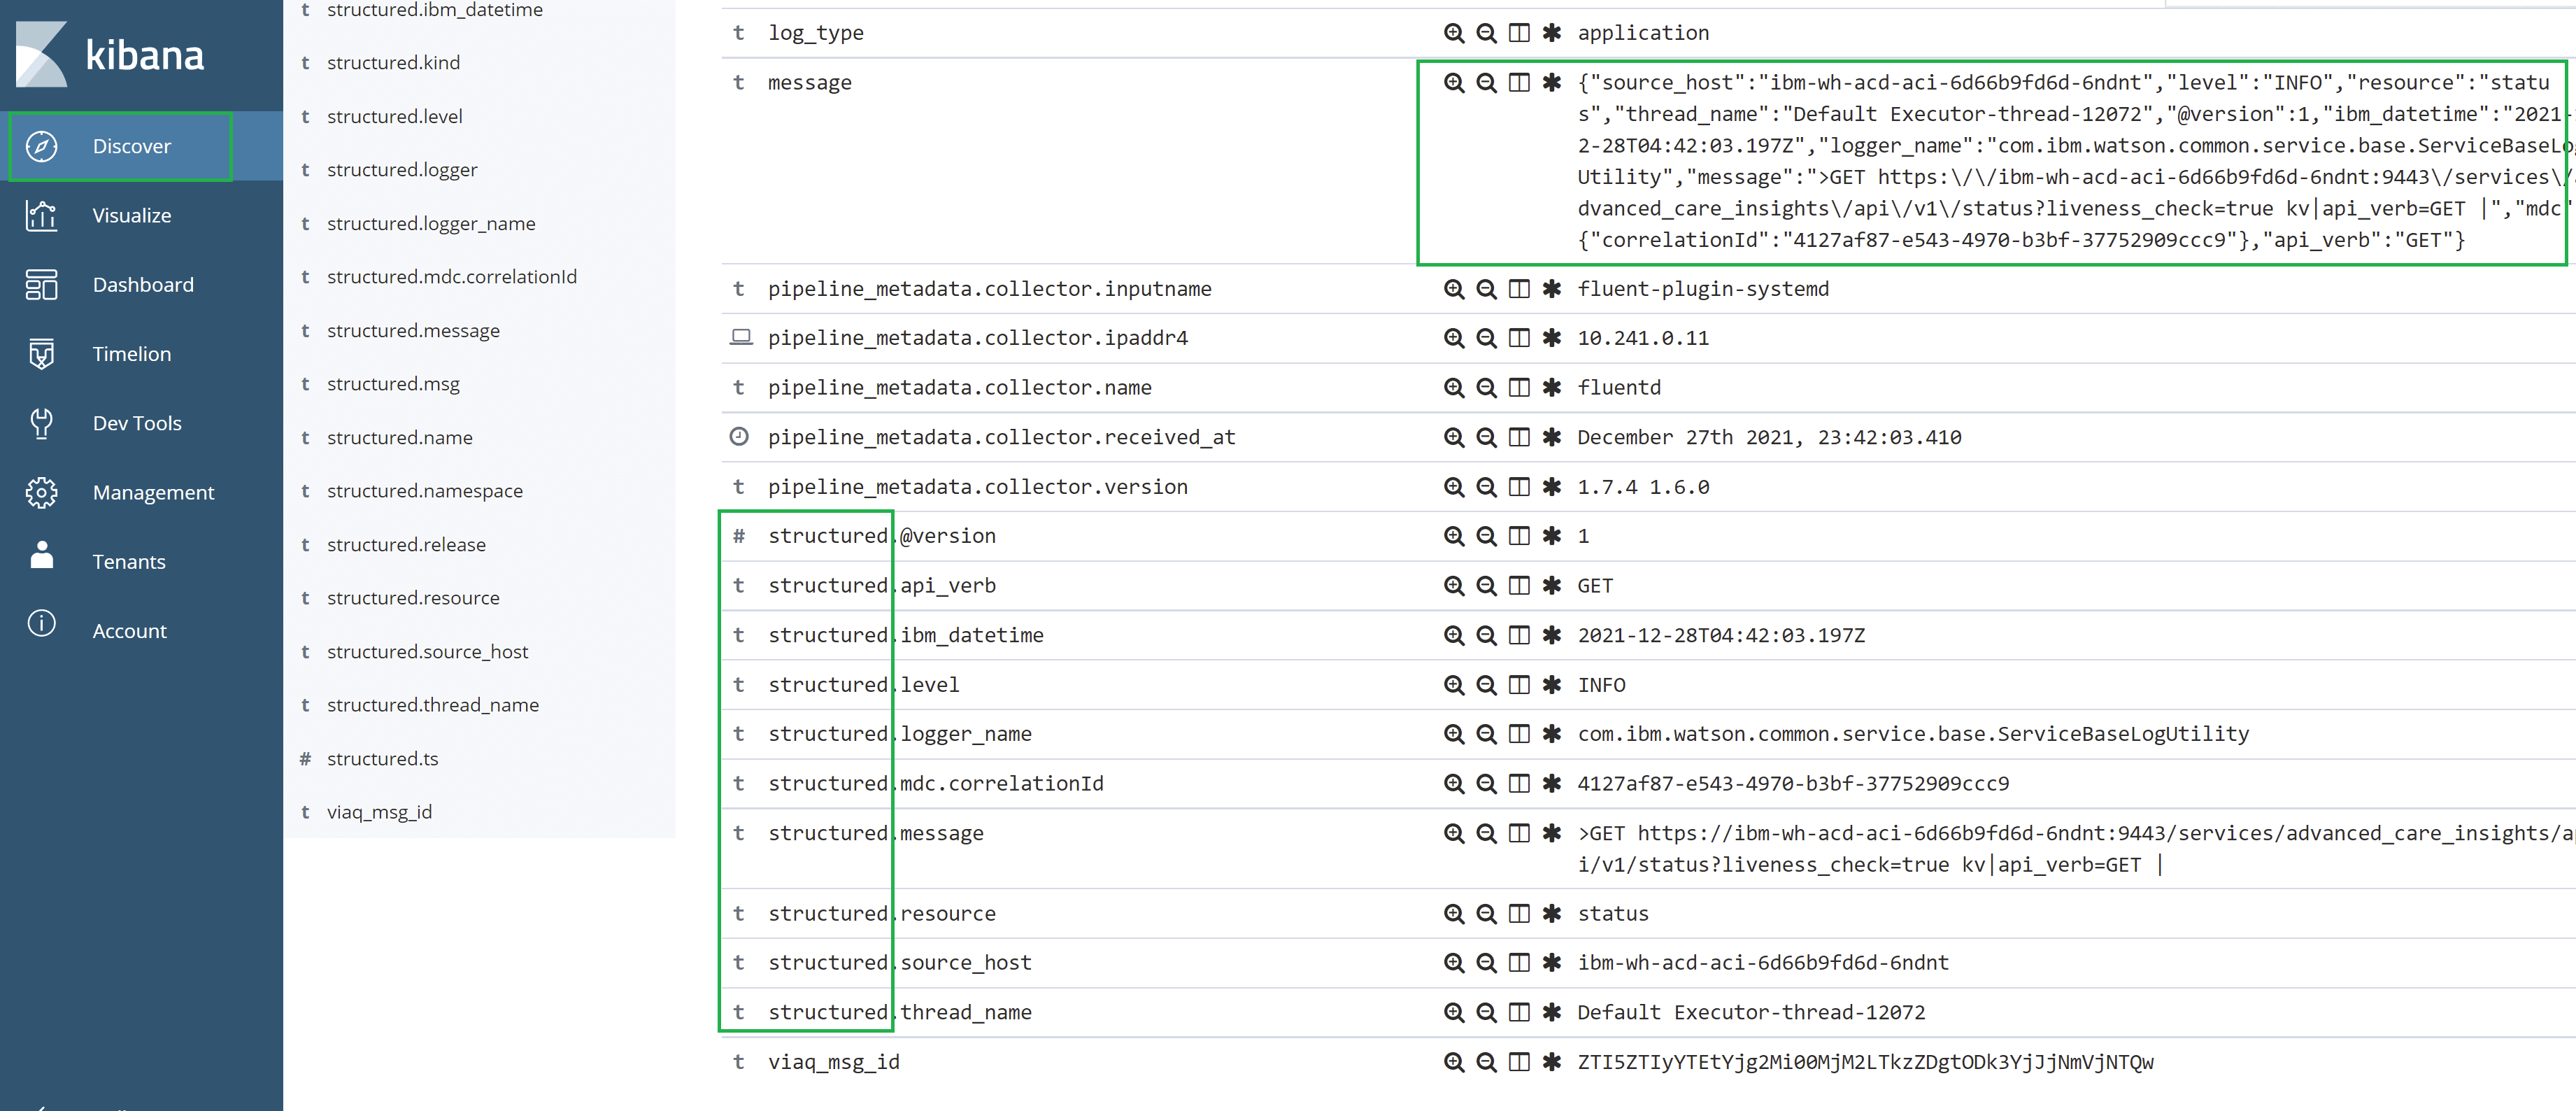 kibana
Discover
Visualize
Dashboard
Timelion
Dev Tools
Management
Tenants
Account
t structured.ibm_datetime
t structured.kind
t structured.level
t structured.logger
t structured.logger_name
t structured.mdc.correlationId
t structured.message
t structured.msg
t structured.name
t structured.namespace
t structured.release
t structured.resource
t structured.source_host
t structured.thread_name
# structured.ts
t viaq_msg_id
t log_type application
t message {"source_host":"ibm-wh-acd-aci-6d66b9fd6d-6ndnt","level":"INFO","resource":"statu
s","thread_name":"Default Executor-thread-12072","@version":1,"ibm_datetime":"2021-
2-28T04:42:03.197Z","logger_name":"com.ibm.watson.common.service.base.ServiceBaseLo
Utility","message":">GET https:\/\/ibm-wh-acd-aci-6d66b9fd6d-6ndnt:9443\/services\/
dvanced_care_insights\/api\/v1\/status?liveness_check=true kv|api_verb=GET |","mdc"
{"correlationId":"4127af87-e543-4970-b3bf-37752909ccc9"},"api_verb":"GET"}
t pipeline_metadata.collector.inputname fluent-plugin-systemd
pipeline_metadata.collector.ipaddr4 10.241.0.11
t pipeline_metadata.collector.name fluentd
pipeline_metadata.collector.received_at December 27th 2021, 23:42:03.410
t pipeline_metadata.collector.version 1.7.4 1.6.0
# structured.@version 1
t structured.api_verb GET
t structured.ibm_datetime 2021-12-28T04:42:03.197Z
t structured.level INFO
t structured.logger_name com.ibm.watson.common.service.base.ServiceBaseLogUtility
t structured.mdc.correlationId 4127af87-e543-4970-b3bf-37752909ccc9
t structured.message >GET https://ibm-wh-acd-aci-6d66b9fd6d-6ndnt:9443/services/advanced_care_insights/a
i/v1/status?liveness_check=true kv|api_verb=GET |
t structured.resource status
t structured.source_host ibm-wh-acd-aci-6d66b9fd6d-6ndnt
t structured.thread_name Default Executor-thread-12072
t viaq_msg_id ZTI5ZTIyYTEtYjg2Mi00MjM2LTkzZDgtODk3YjJjNmVjNTQw